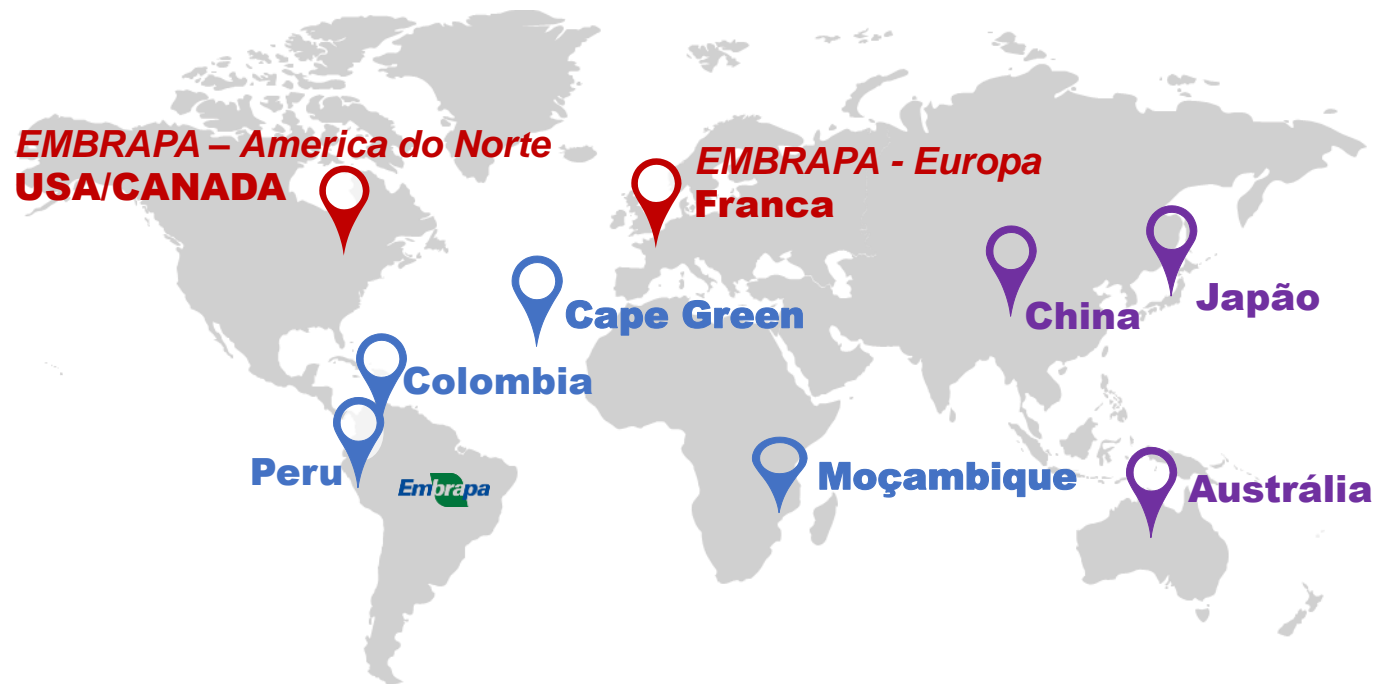 EMBRAPA – America do Norte
USA/CANADA
EMBRAPA - Europa
Franca
Cape Green
China
Japão
Colombia
Peru
Embrapa
Moçambique
Austrália